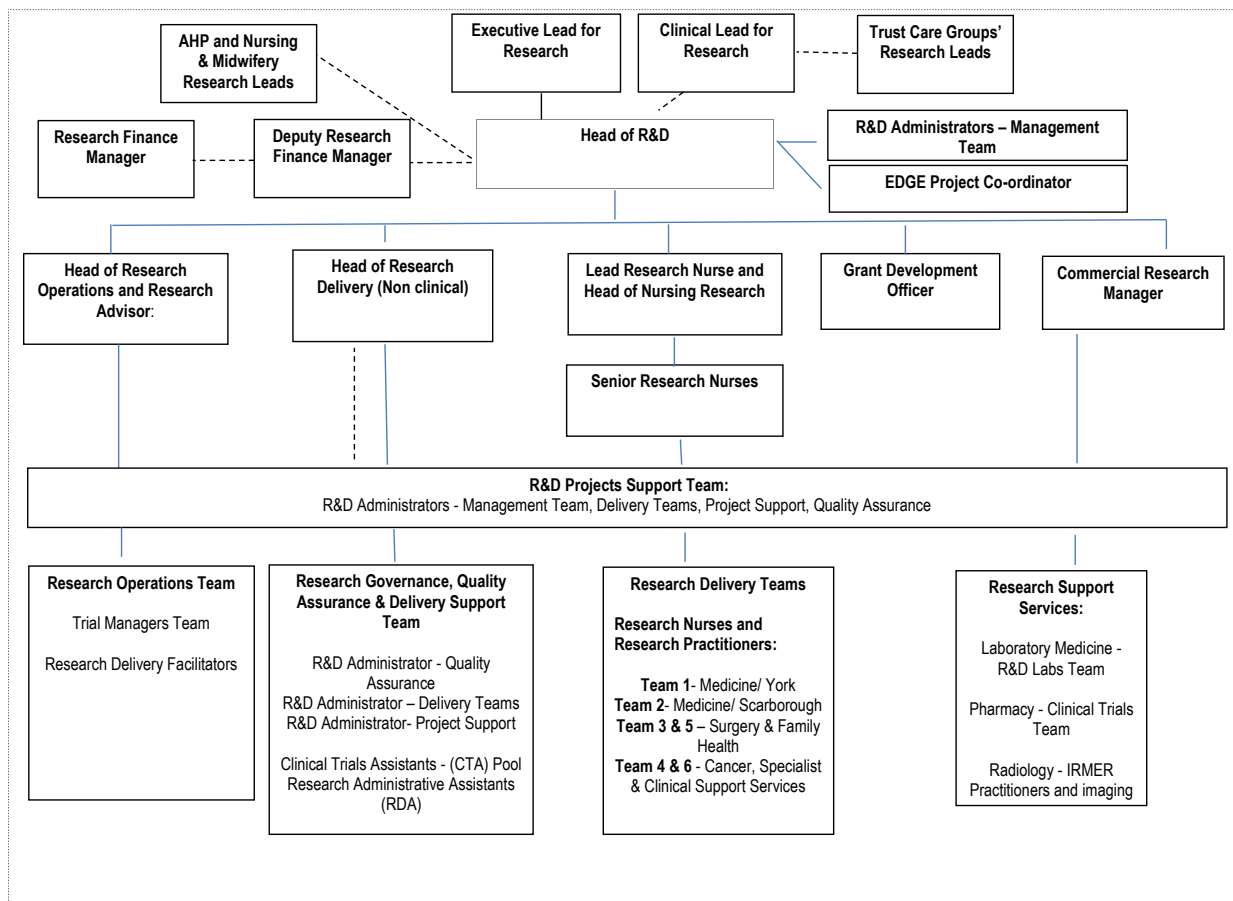 AHP and Nursing
& Midwifery
Research Leads
Executive Lead for
Research
Clinical Lead for
Research
Trust Care Groups’
Research Leads
Research Finance
Manager
Deputy Research
Finance Manager
Head of R&D
R&D Administrators – Management
Team
EDGE Project Co-ordinator
Head of Research
Operations and Research
Advisor:
Head of Research
Delivery (Non clinical)
Lead Research Nurse and
Head of Nursing Research
Grant Development
Officer
Commercial Research
Manager
Senior Research Nurses
R&D Projects Support Team:
R&D Administrators - Management Team, Delivery Teams, Project Support, Quality Assurance
Research Operations Team
Trial Managers Team
Research Delivery Facilitators
Research Governance, Quality
Assurance & Delivery Support
Team
R&D Administrator - Quality
Assurance
R&D Administrator – Delivery Teams
R&D Administrator- Project Support
Clinical Trials Assistants - (CTA) Pool
Research Administrative Assistants
(RDA)
Research Delivery Teams
Research Nurses and
Research Practitioners:
Team 1- Medicine/ York
Team 2- Medicine/ Scarborough
Team 3 & 5 – Surgery & Family
Health
Team 4 & 6 - Cancer, Specialist
& Clinical Support Services
Research Support
Services:
Laboratory Medicine -
R&D Labs Team
Pharmacy - Clinical Trials
Team
Radiology - IRMER
Practitioners and imaging